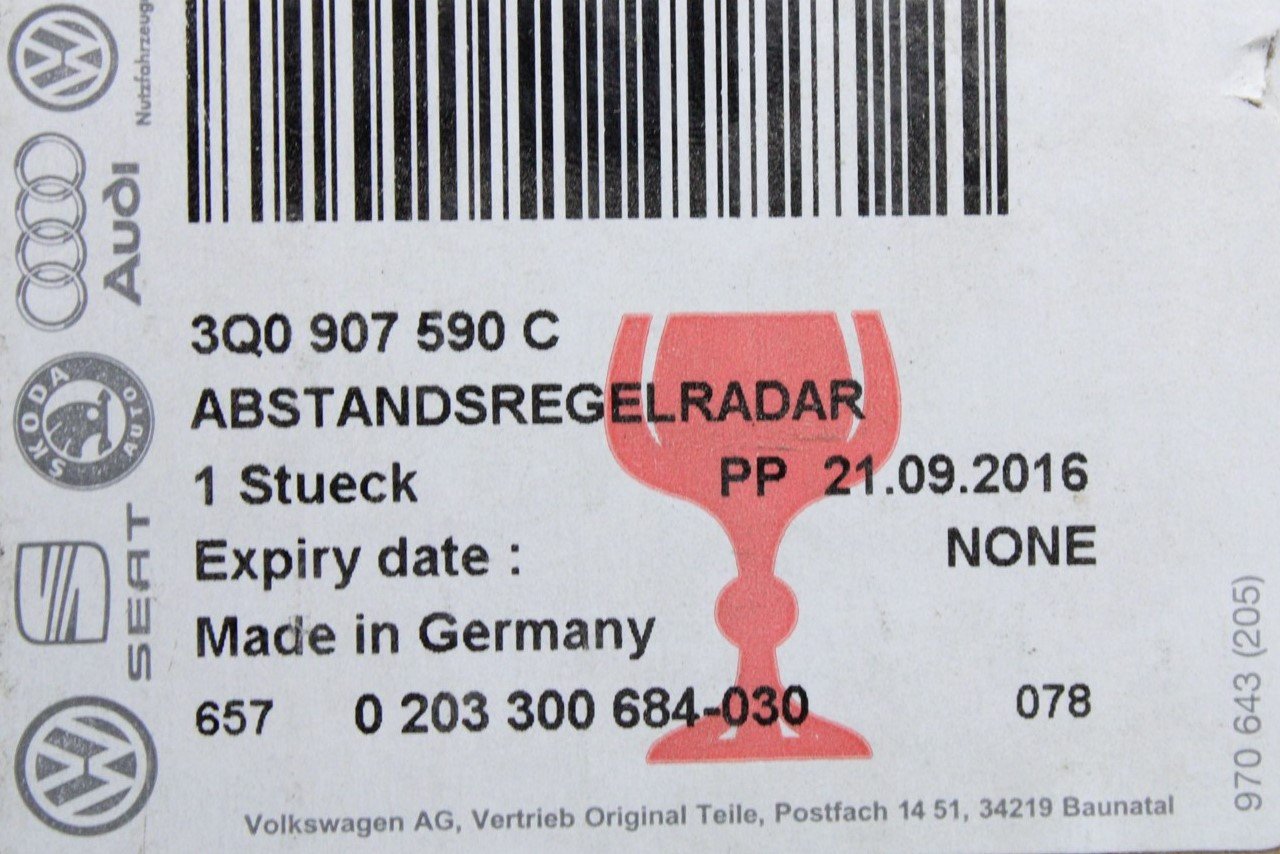 Nutzfahrzeug
Audi
SKODA
AUTO
SEAT
3Q0 907 590 C
ABSTANDSREGELRADAR
1 Stueck PP 21.09.2016
Expiry date : NONE
Made in Germany
657 0 203 300 684-030 078
Volkswagen AG, Vertrieb Original Teile, Postfach 14 51, 34219 Baunatal
970 643 (205)